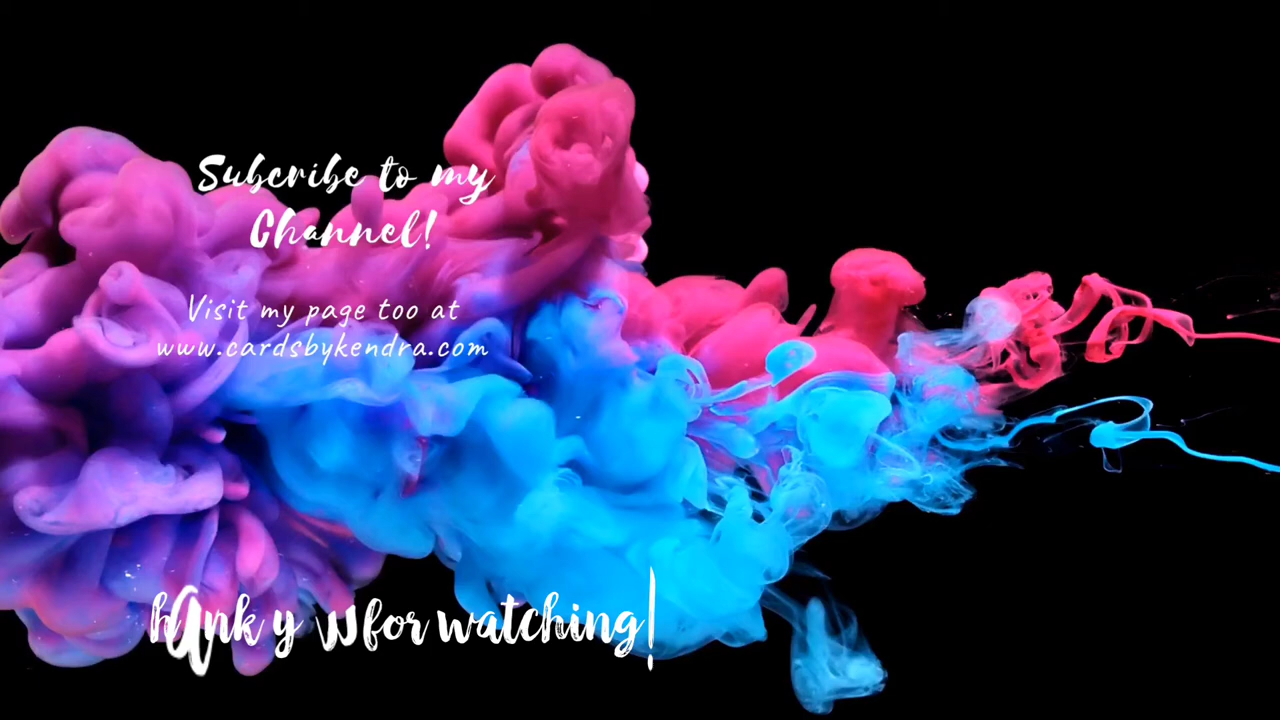 Subcribe to my
Channel!
Visit my page too at
www.cardsbykendra.com
for watching!